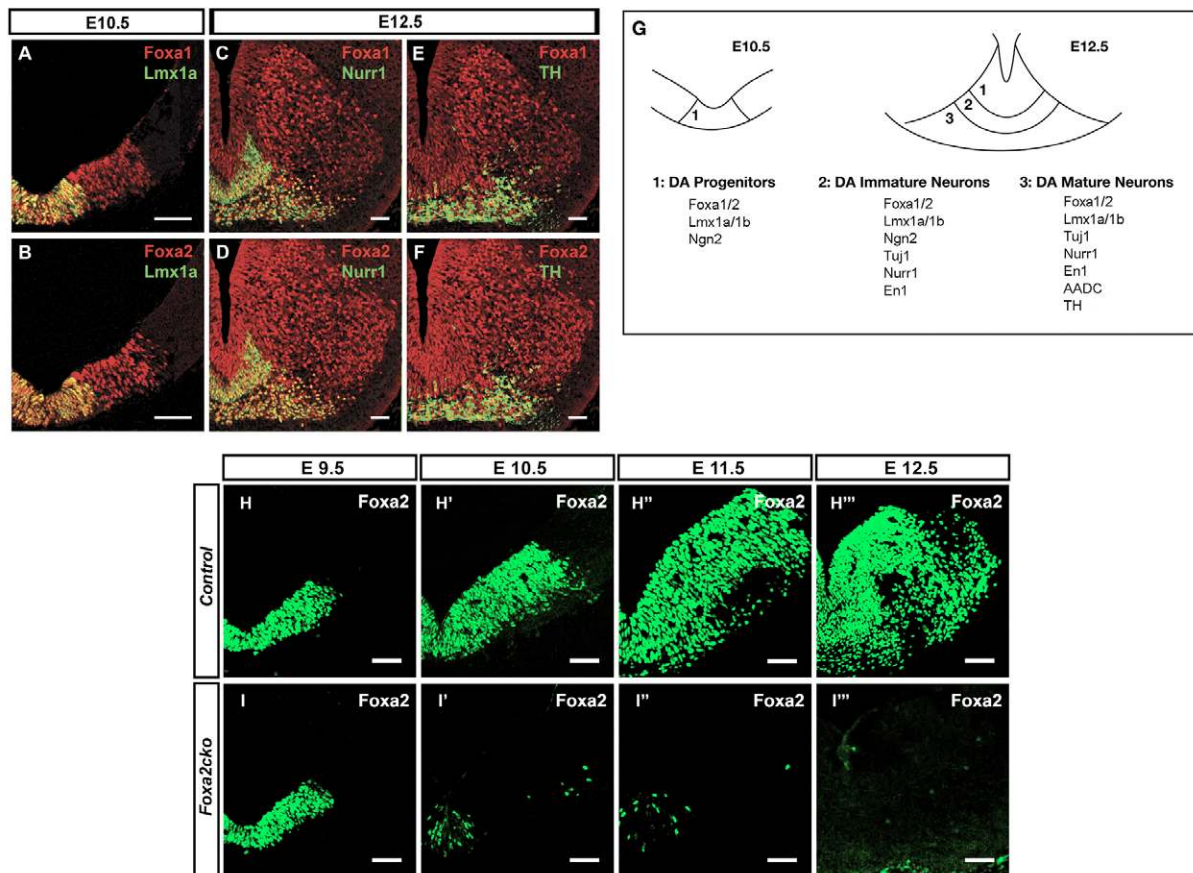 E10.5
E12.5
A
Foxa1
Lmx1a
C
Foxa1
Nurr1
E
Foxa1
TH
B
Foxa2
Lmx1a
D
Foxa2
Nurr1
F
Foxa2
TH
G
E10.5
E12.5
1
1
2
3
1: DA Progenitors
Foxa1/2
Lmx1a/1b
Ngn2
2: DA Immature Neurons
Foxa1/2
Lmx1a/1b
Ngn2
Tuj1
Nurr1
En1
3: DA Mature Neurons
Foxa1/2
Lmx1a/1b
Tuj1
Nurr1
En1
AADC
TH
E 9.5
E 10.5
E 11.5
E 12.5
Control
H
Foxa2
H'
Foxa2
H''
Foxa2
H'''
Foxa2
Foxa2cko
I
Foxa2
I'
Foxa2
I''
Foxa2
I'''
Foxa2